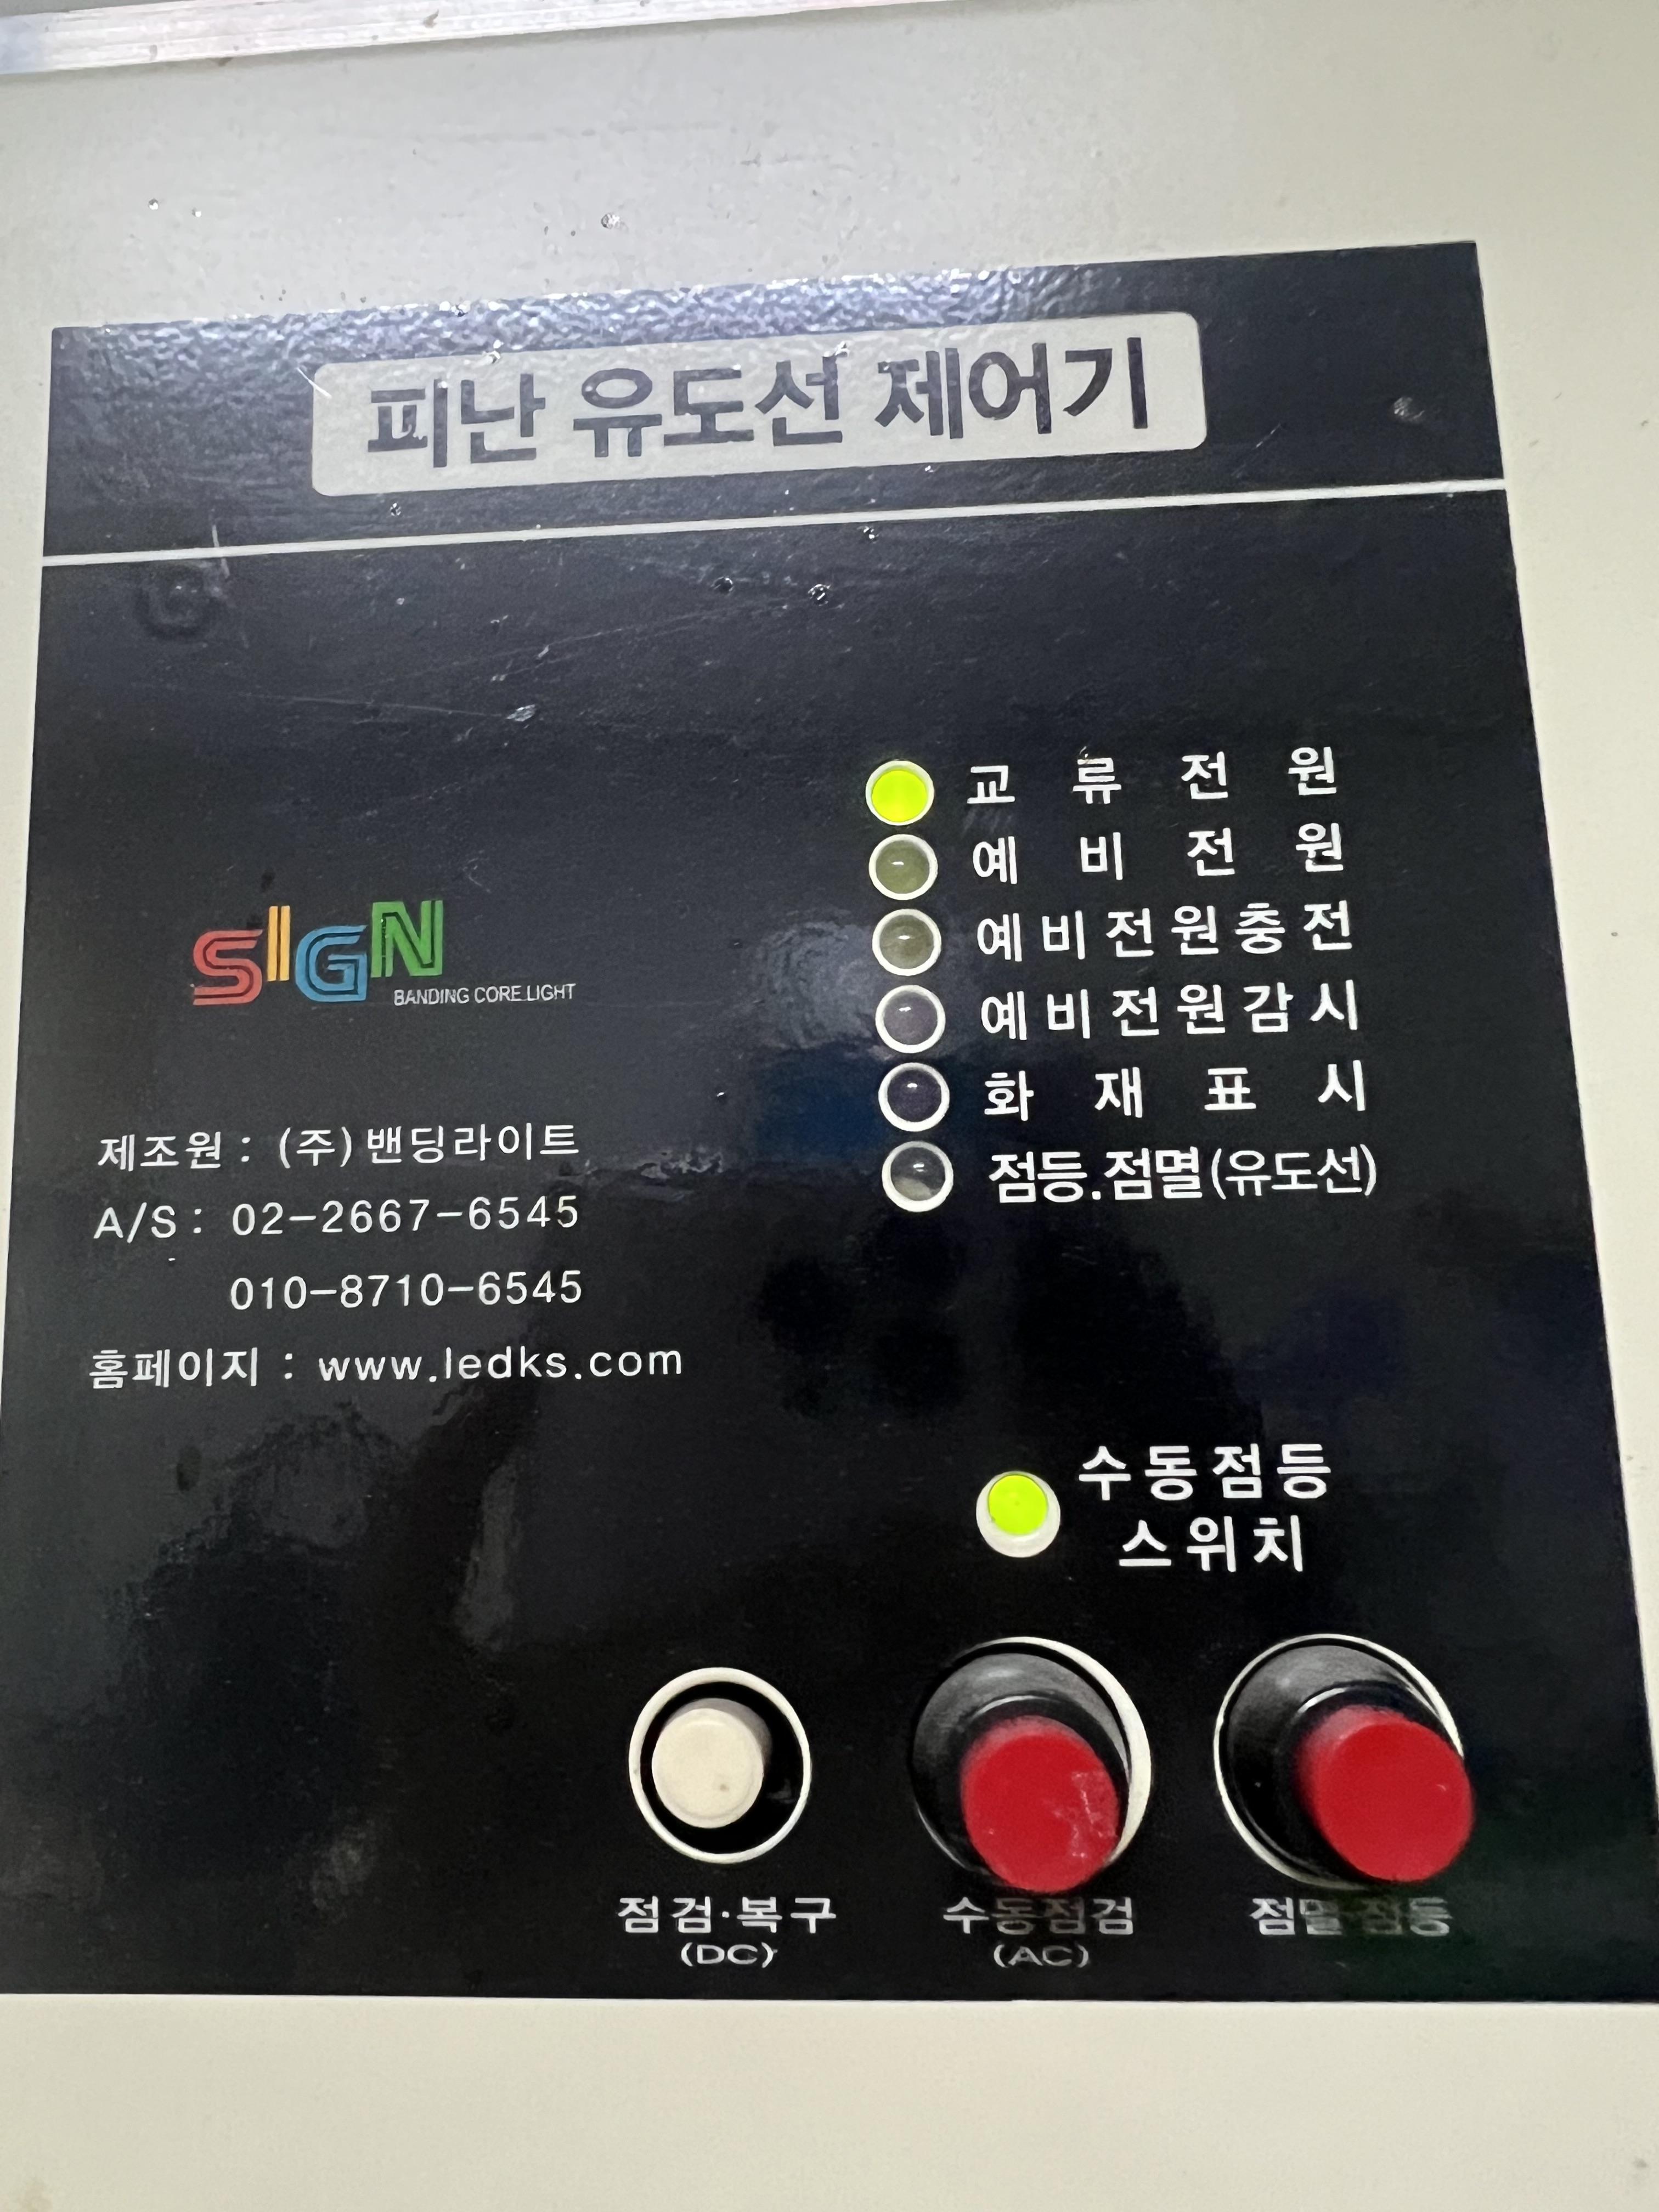 피난 유도선 제어기
교류전원
예비전원
예비전원충전
예비전원감시
화재표시
점등.점멸(유도선)
SIGN
BANDING CORE.LIGHT
제조원 : (주)밴딩라이트
A/S : 02-2667-6545
010-8710-6545
홈페이지 : www.ledks.com
수동점등
스위치
점검·복구
(DC)
수동점검
(AC)
점멸·점등